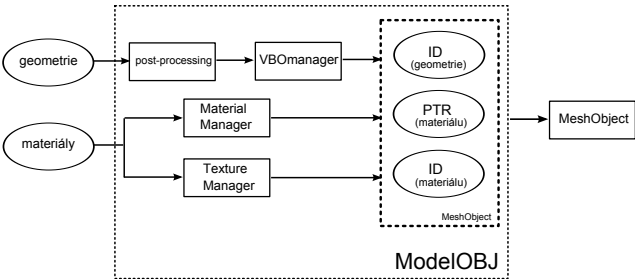 geometrie
post-processing
VBOmanager
ID
(geometrie)
materiály
Material
Manager
PTR
(materiálu)
MeshObject
Texture
Manager
ID
(materiálu)
MeshObject
ModelOBJ